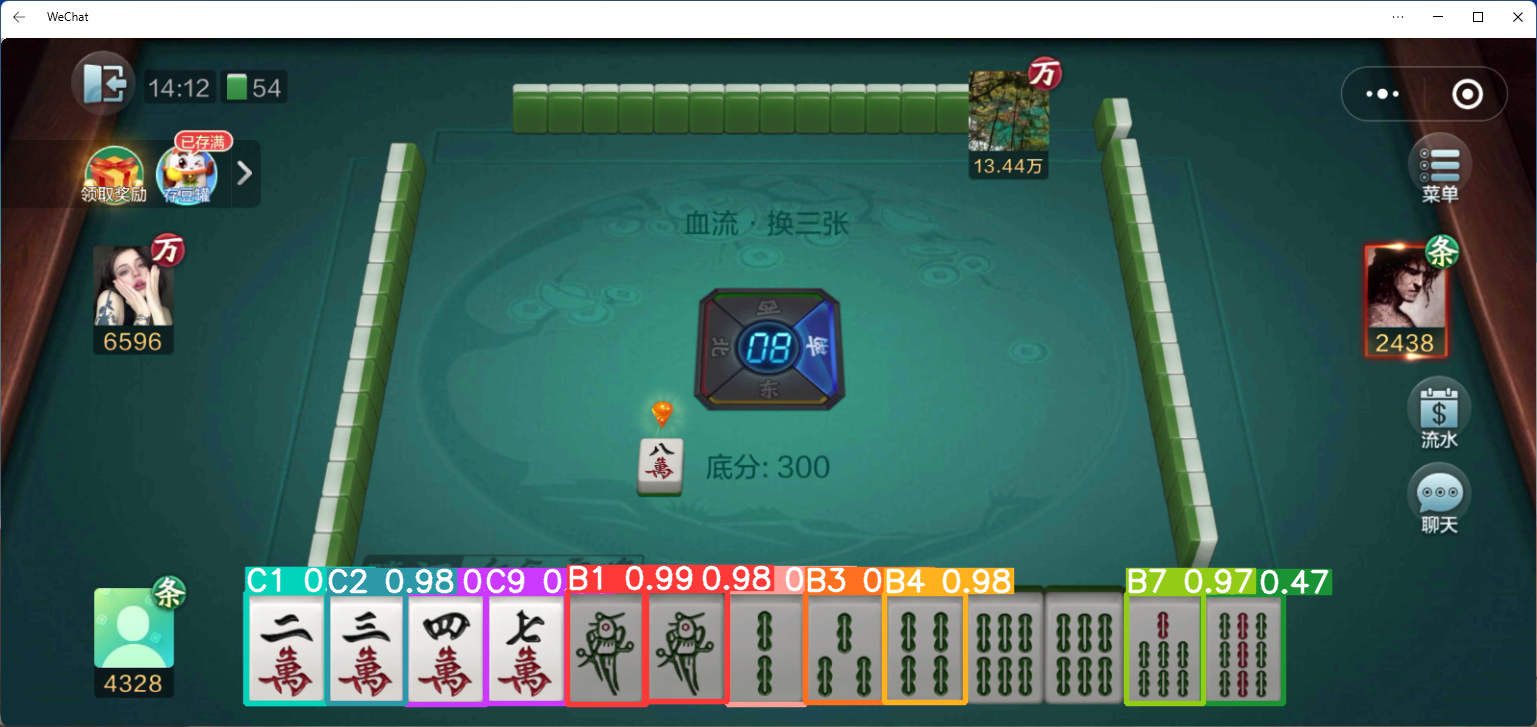 WeChat
14:12
54
万
13.44万
已存满
领取奖励
存豆罐
菜单
血流·换三张
万
6596
条
2438
北
08
东
流水
八
萬
底分: 300
聊天
C1 0
C2 0.98
0
C9 0
B1 0.99
0.98
0
B3 0
B4 0.98
B7 0.97
0.47
条
4328
二萬
三萬
四萬
七萬